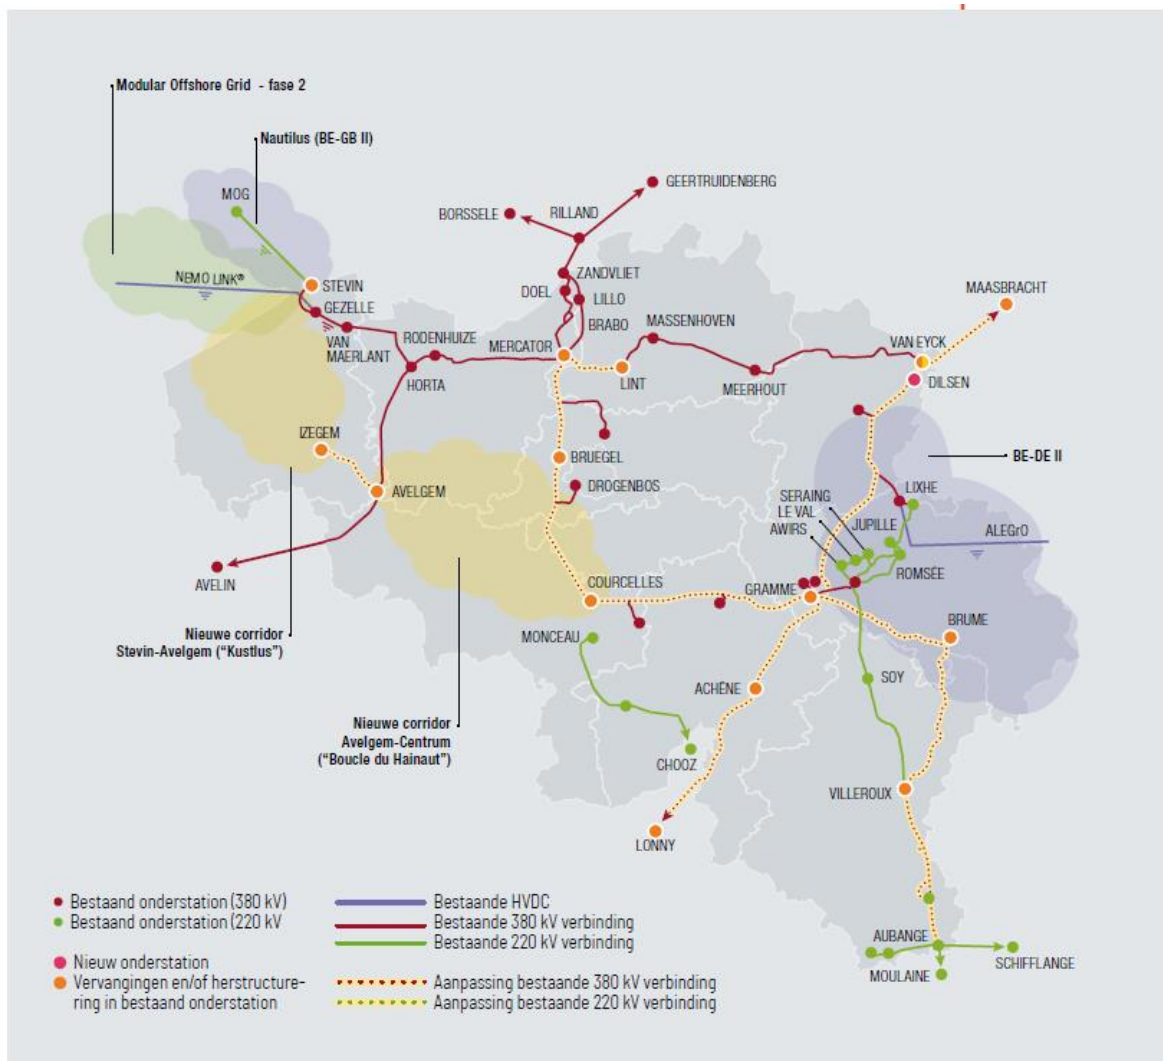 Modular Offshore Grid - fase 2
Nautilus (BE-GB II)
MOG
GEERTRUIDENBERG
BORSSELE
RILLAND
NEMO LINK®
STEVIN
ZANDVLIET
DOEL
LILLO
MAASBRACHT
GEZELLE
BRABO
MASSENHOVEN
VAN
MAERLANT
RODENHUIZE
MERCATOR
VAN EYCK
HORTA
LINT
MEERHOUT
DILSEN
IZEGEM
BRUEGEL
BE-DE II
AVELGEM
DROGENBOS
SERAING
LE VAL
AWIRS
LIXHE
JUPILLE
ALEGrO
AVELIN
COURCELLES
GRAMME
ROMSÉE
Nieuwe corridor
Stevin-Avelgem (“Kustlus”)
MONCEAU
BRUME
ACHÊNE
SOY
Nieuwe corridor
Avelgem-Centrum
(“Boucle du Hainaut”)
CHOOZ
VILLEROUX
LONNY
AUBANGE
SCHIFFLANGE
MOULAINE
Bestaand onderstation (380 kV)
Bestaand onderstation (220 kV
Nieuw onderstation
Vervangingen en/of herstructure-
ring in bestaand onderstation
Bestaande HVDC
Bestaande 380 kV verbinding
Bestaande 220 kV verbinding
Aanpassing bestaande 380 kV verbinding
Aanpassing bestaande 220 kV verbinding